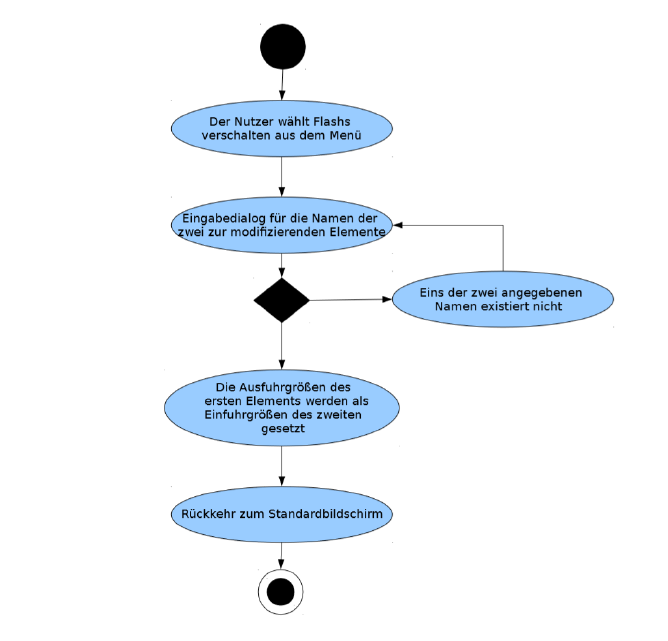 Der Nutzer wählt Flashs
verschalten aus dem Menü
Eingabedialog für die Namen der
zwei zur modifizierenden Elemente
Eins der zwei angegebenen
Namen existiert nicht
Die Ausfuhrgrößen des
ersten Elements werden als
Einfuhrgrößen des zweiten
gesetzt
Rückkehr zum Standardbildschirm